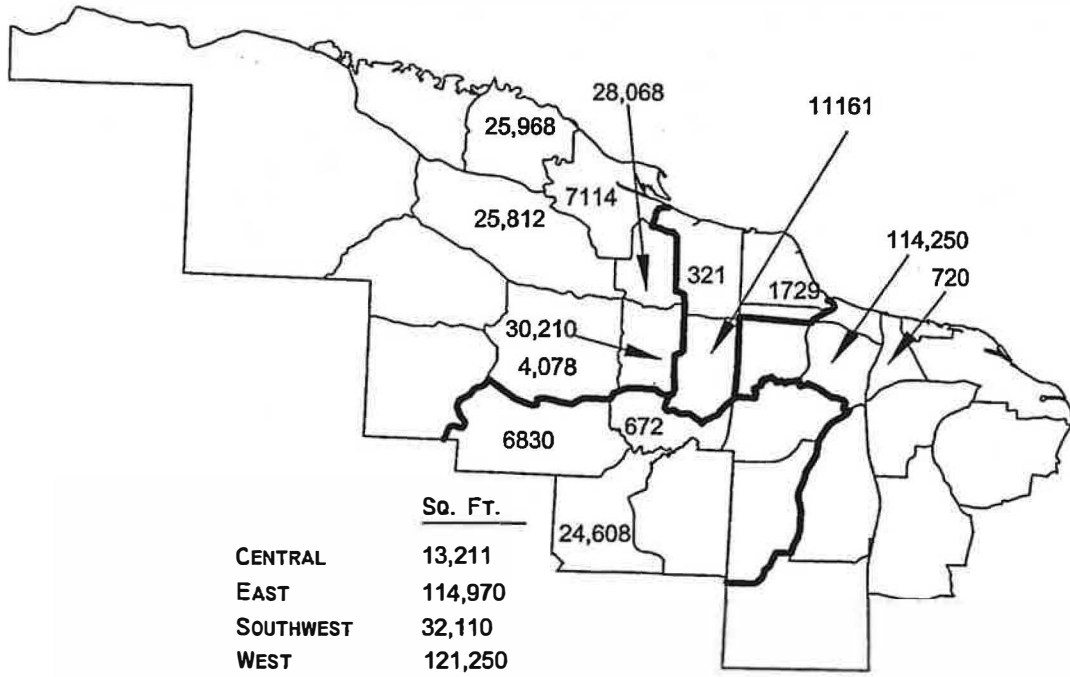 28,068
11161
25,968
7114
25,812
114,250
321
720
1729
30,210
4,078
6830
672
SQ. FT.
24,608
CENTRAL 13,211
EAST 114,970
SOUTHWEST 32,110
WEST 121,250